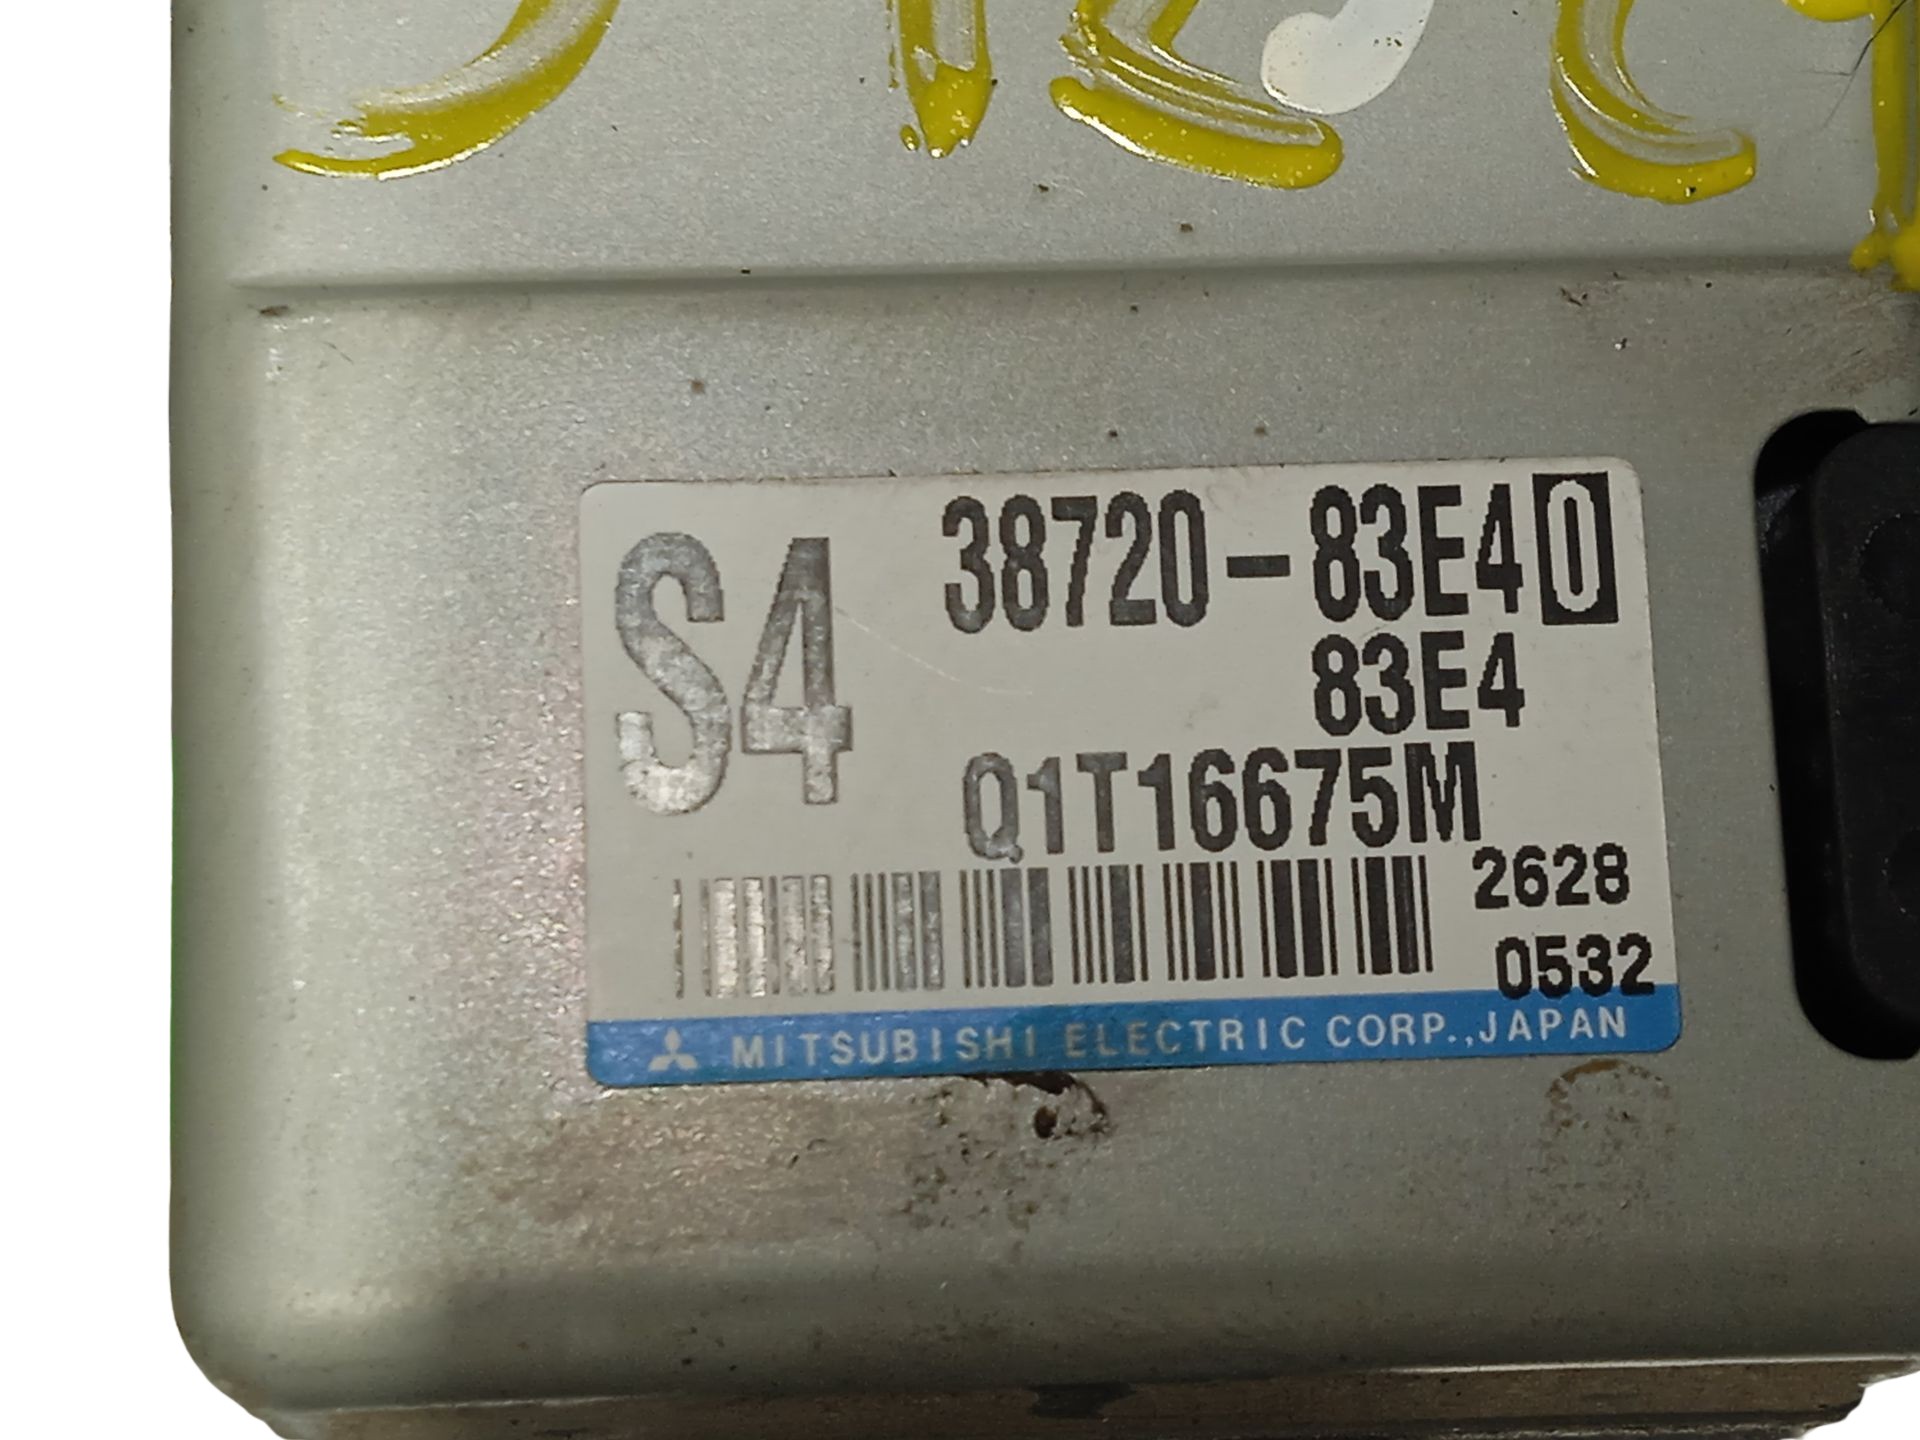 S4
38720-83E40
83E4
Q1T16675M
2628
0532
MITSUBISHI ELECTRIC CORP., JAPAN